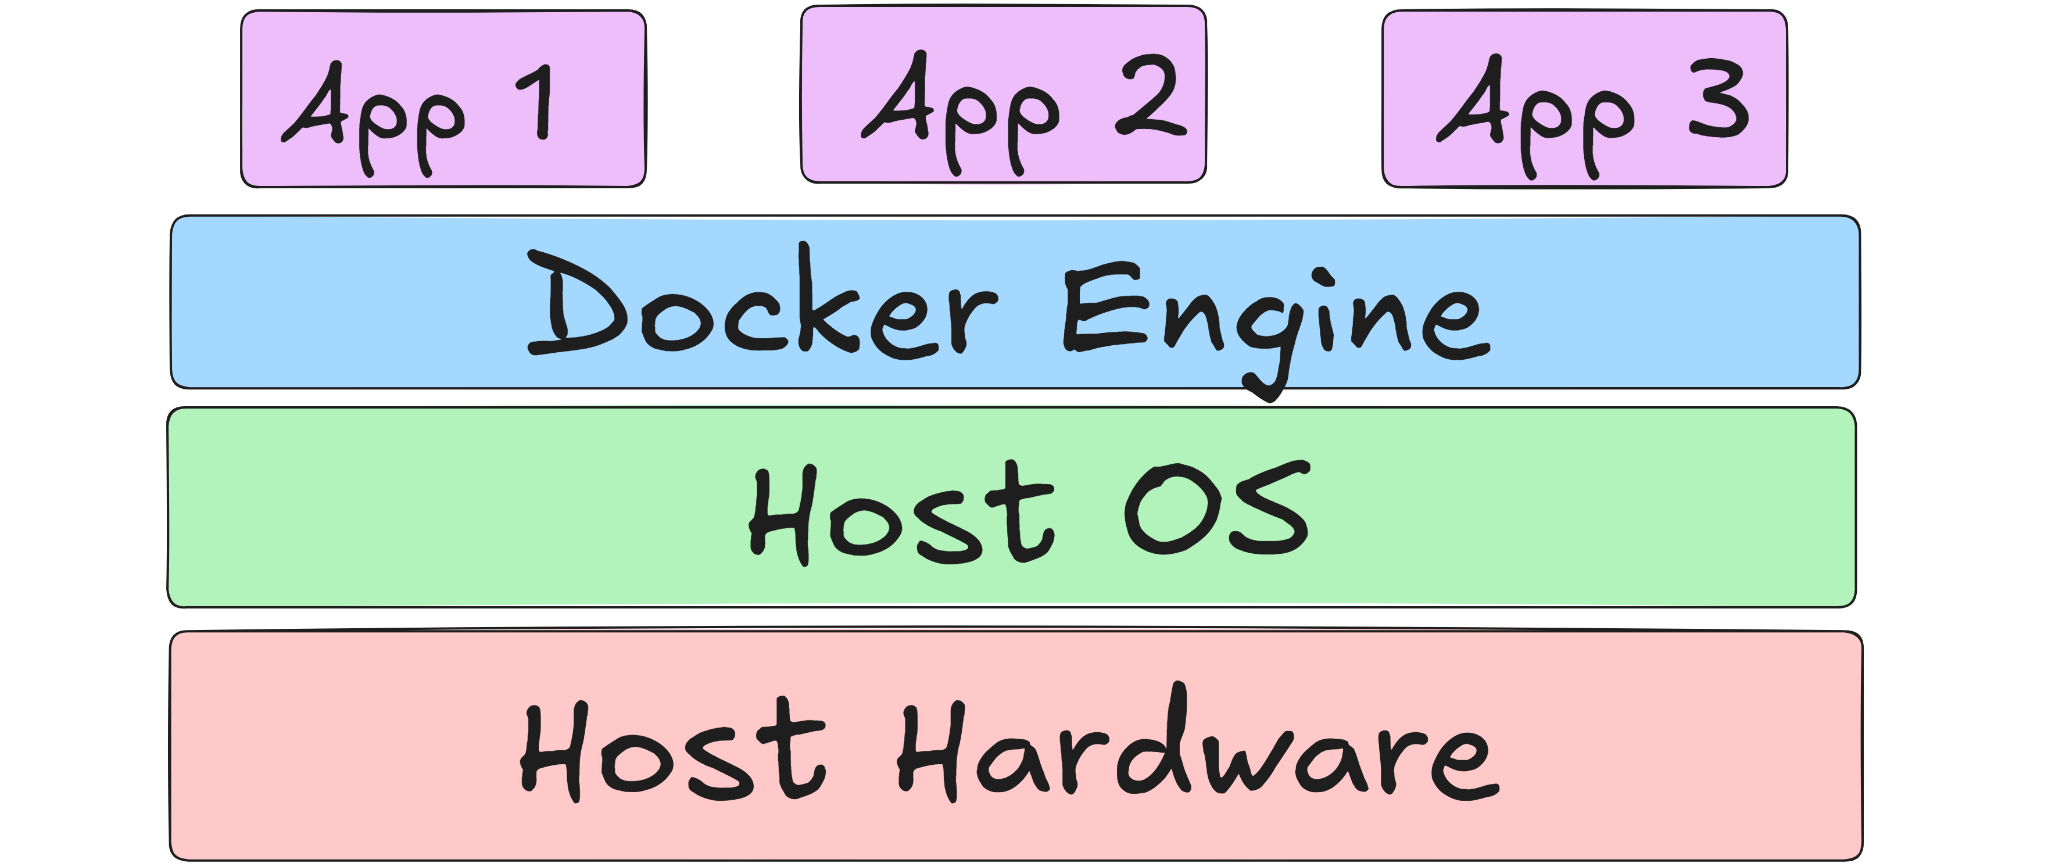 App 1 App 2 App 3
Docker Engine
Host OS
Host Hardware